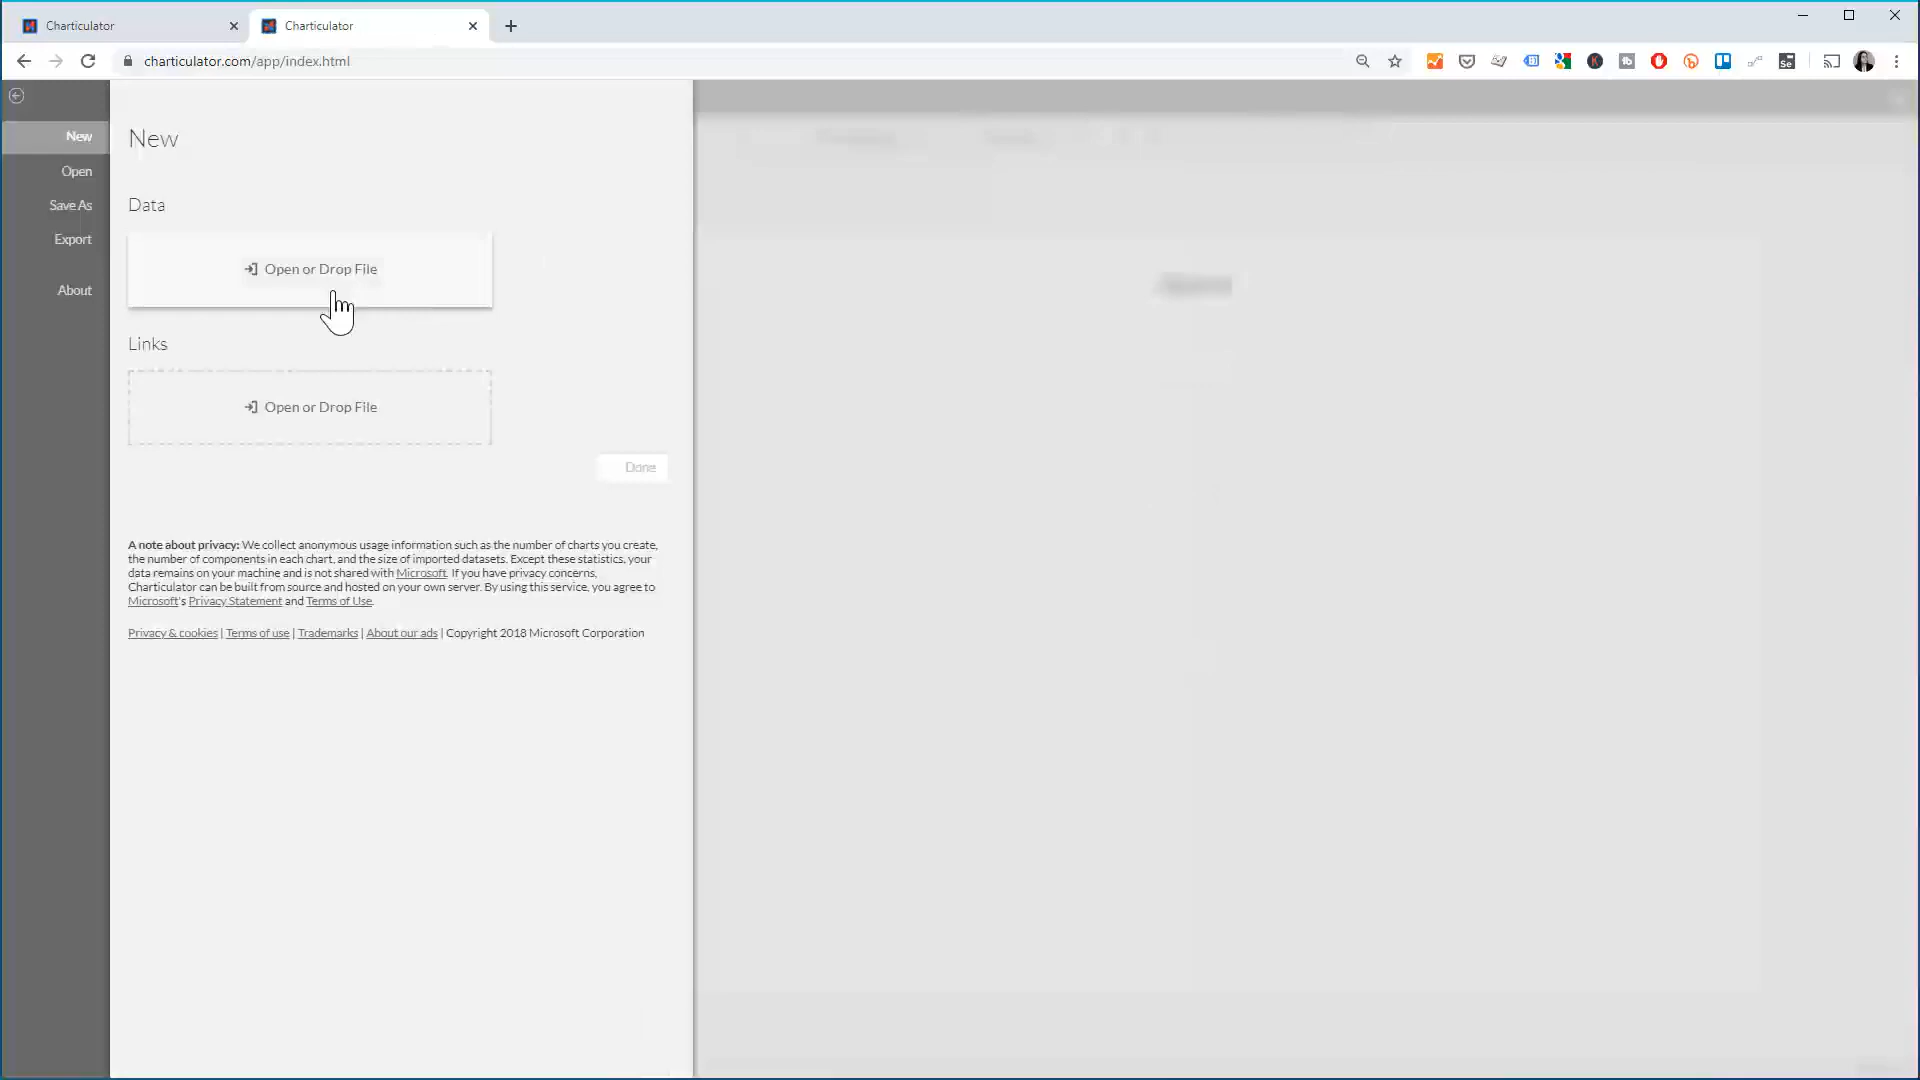 Charticulator
Charticulator
charticulator.com/app/index.html
New
Open
Save As
Export
About
New
Data
Open or Drop File
Links
Open or Drop File
Done
A note about privacy: We collect anonymous usage information such as the number of charts you create,
the number of components in each chart, and the size of imported datasets. Except these statistics, your
data remains on your machine and is not shared with Microsoft. If you have privacy concerns,
Charticulator can be built from source and hosted on your own server. By using this service, you agree to
Microsoft's Privacy Statement and Terms of Use.
Privacy & cookies | Terms of use | Trademarks | About our ads | Copyright 2018 Microsoft Corporation